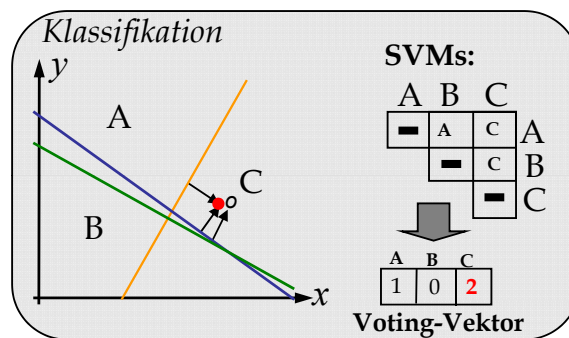 Klassifikation
y
A
B
C
o
x
SVMs:
A B C
▬ A C A
▬ C B
▬ C
A B C
1 0 2
Voting-Vektor